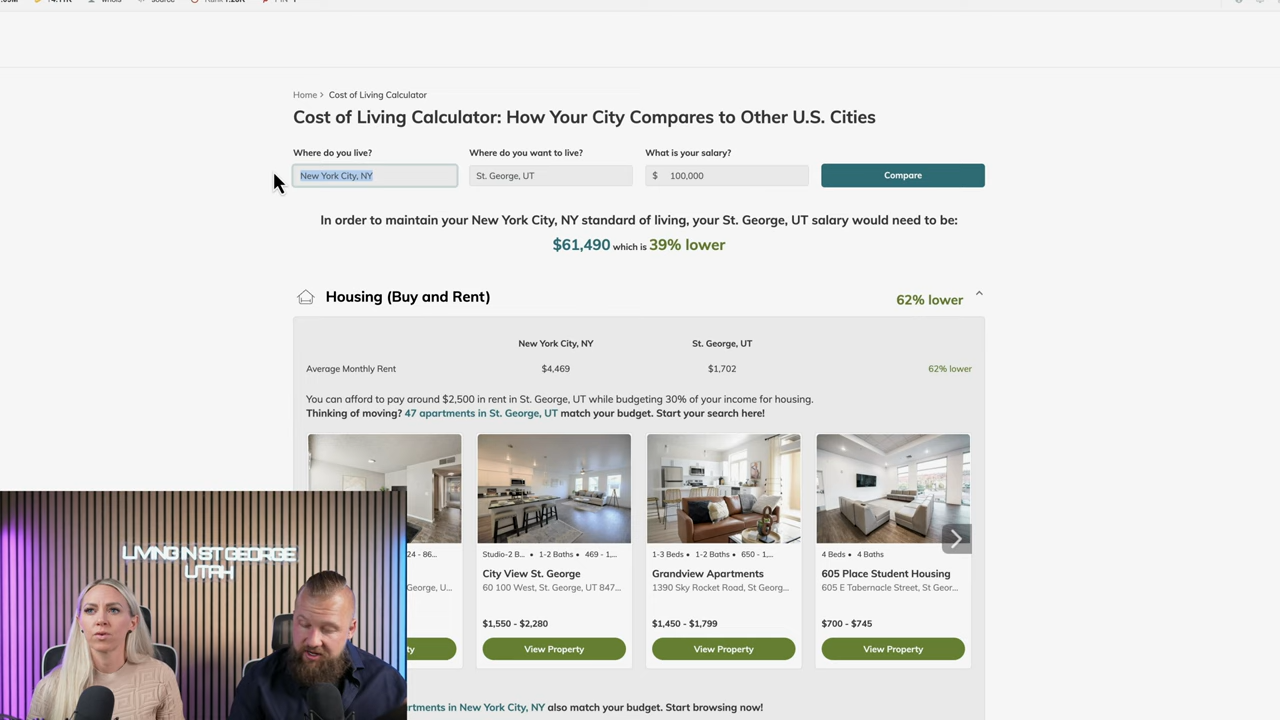 whois
source
Rank
Home > Cost of Living Calculator
Cost of Living Calculator: How Your City Compares to Other U.S. Cities
Where do you live?
Where do you want to live?
What is your salary?
New York City, NY
St. George, UT
$ 100,000
Compare
In order to maintain your New York City, NY standard of living, your St. George, UT salary would need to be:
$61,490 which is 39% lower
Housing (Buy and Rent)
62% lower
New York City, NY
St. George, UT
Average Monthly Rent
$4,469
$1,702
62% lower
You can afford to pay around $2,500 in rent in St. George, UT while budgeting 30% of your income for housing.
Thinking of moving? 47 apartments in St. George, UT match your budget. Start your search here!
24 - 86...
George, U...
ty
Studio-2 B... • 1-2 Baths • 469 - 1,...
City View St. George
60 100 West, St. George, UT 847...
$1,550 - $2,280
View Property
1-3 Beds • 1-2 Baths • 650 - 1,...
Grandview Apartments
1390 Sky Rocket Road, St Georg...
$1,450 - $1,799
View Property
4 Beds • 4 Baths
605 Place Student Housing
605 E Tabernacle Street, St Geor...
$700 - $745
View Property
LIVING IN ST GEORGE
UTAH
rtments in New York City, NY also match your budget. Start browsing now!